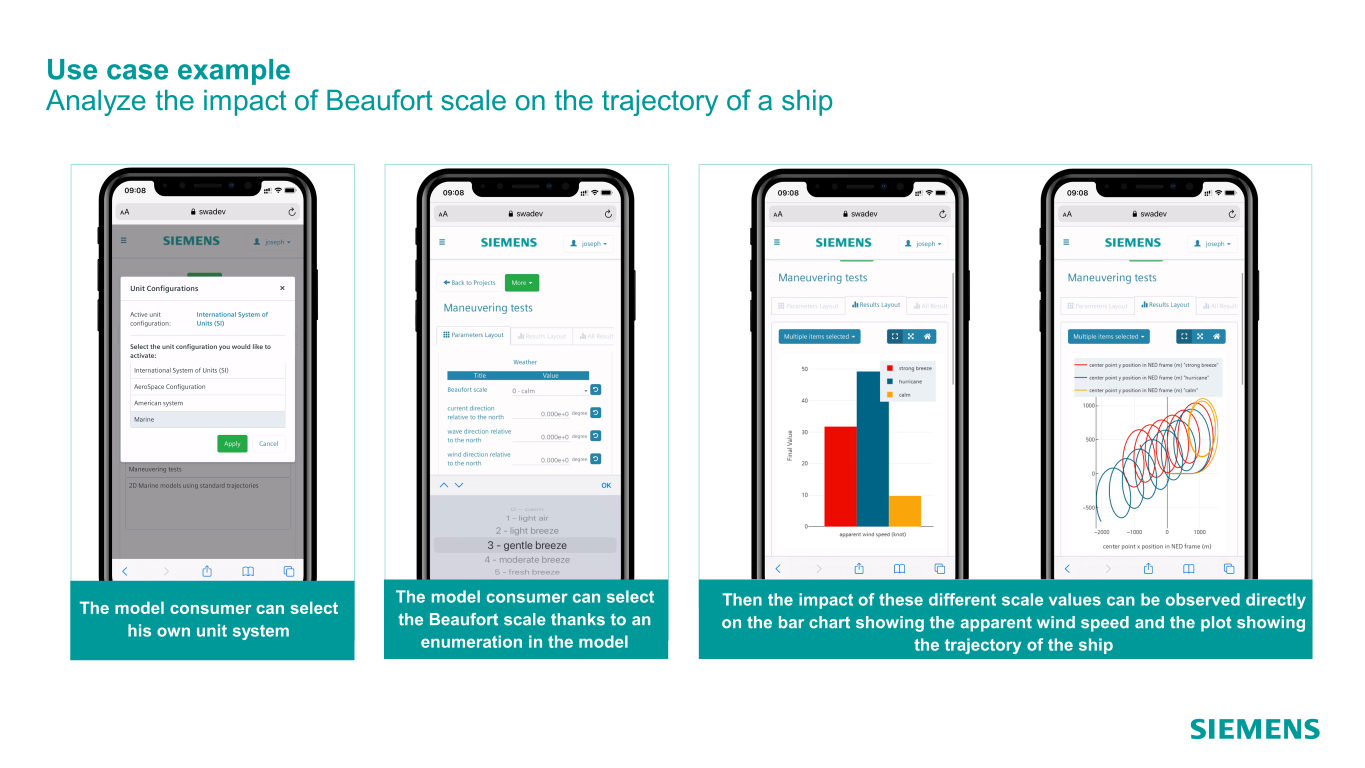 Use case example
Analyze the impact of Beaufort scale on the trajectory of a ship
09:08
AA swadev
SIEMENS joseph
Unit Configurations ×
Active unit configuration: International System of Units (SI)
Select the unit configuration you would like to activate:
International System of Units (SI)
AeroSpace Configuration
American system
Marine
Apply Cancel
Maneuvering tests
2D Marine models using standard trajectories
The model consumer can select
his own unit system
09:08
AA swadev
SIEMENS joseph
Back to Projects More
Maneuvering tests
Parameters Layout Results Layout All Result
Weather
Title Value
Beaufort scale 0 - calm
current direction relative to the north 0.000e+0 degree
wave direction relative to the north 0.000e+0 degree
wind direction relative to the north 0.000e+0 degree
OK
1 - light air
2 - light breeze
3 - gentle breeze
4 - moderate breeze
5 - fresh breeze
The model consumer can select
the Beaufort scale thanks to an
enumeration in the model
09:08
AA swadev
SIEMENS joseph
Maneuvering tests
Parameters Layout Results Layout All Result
Multiple items selected
strong breeze
hurricane
calm
Final Value
50
40
30
20
10
0
apparent wind speed (knot)
09:08
AA swadev
SIEMENS joseph
Maneuvering tests
Parameters Layout Results Layout All Result
Multiple items selected
center point y position in NED frame (m) "strong breeze"
center point y position in NED frame (m) "hurricane"
center point y position in NED frame (m) "calm"
1000
500
0
−500
−2000 −1000 0 1000
center point x position in NED frame (m)
Then the impact of these different scale values can be observed directly
on the bar chart showing the apparent wind speed and the plot showing
the trajectory of the ship
SIEMENS